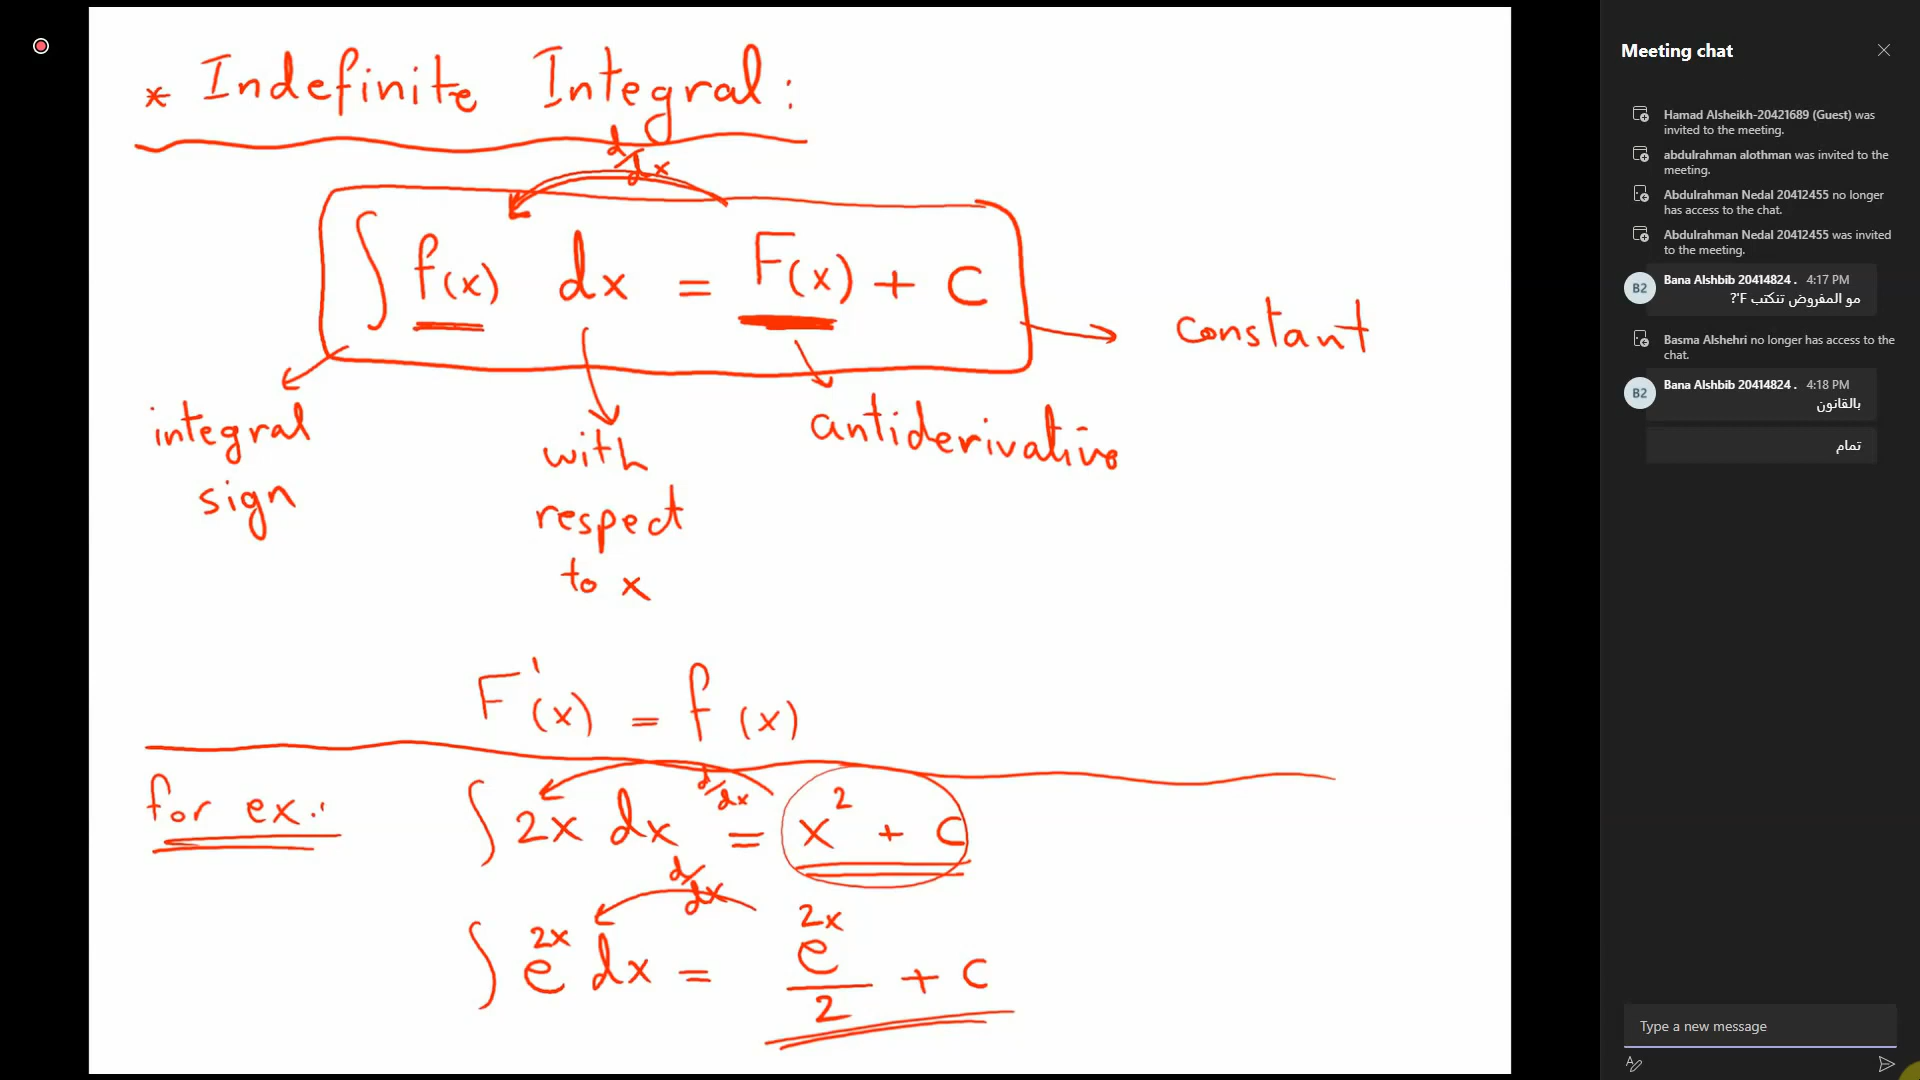 * Indefinite Integral:
d/dx
∫ f(x) dx = F(x) + C
constant
integral sign
with respect to x
antiderivative
F'(x) = f(x)
for ex:
d/dx
∫ 2x dx = x² + C
d/dx
∫ e^{2x} dx = e^{2x}/2 + C
Meeting chat
Hamad Alsheikh-20421689 (Guest) was
invited to the meeting.
abdulrahman alothman was invited to the
meeting.
Abdulrahman Nedal 20412455 no longer
has access to the chat.
Abdulrahman Nedal 20412455 was invited
to the meeting.
B2
Bana Alshbib 20414824 . 4:17 PM
مو المفروض تنكتب F'?
Basma Alshehri no longer has access to the
chat.
B2
Bana Alshbib 20414824 . 4:18 PM
بالقانون
تمام
Type a new message